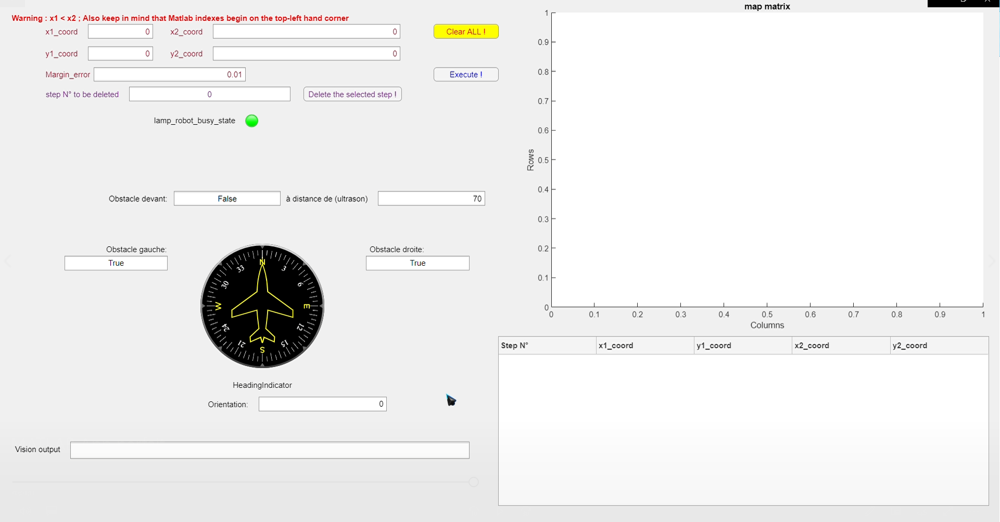 Warning : x1 < x2 ; Also keep in mind that Matlab indexes begin on the top-left hand corner
x1_coord 0 x2_coord 0 Clear ALL !
y1_coord 0 y2_coord 0
Margin_error 0.01 Execute !
step N° to be deleted 0 Delete the selected step !
lamp_robot_busy_state
Obstacle devant: False à distance de (ultrason) 70
Obstacle gauche:
True
Obstacle droite:
True
N
33 3
30 6
W E
24 12
21 15
S
HeadingIndicator
Orientation: 0
Vision output
map matrix
1
0.9
0.8
0.7
0.6
0.5
0.4
0.3
0.2
0.1
0
Rows
0 0.1 0.2 0.3 0.4 0.5 0.6 0.7 0.8 0.9 1
Columns
Step N° x1_coord y1_coord x2_coord y2_coord